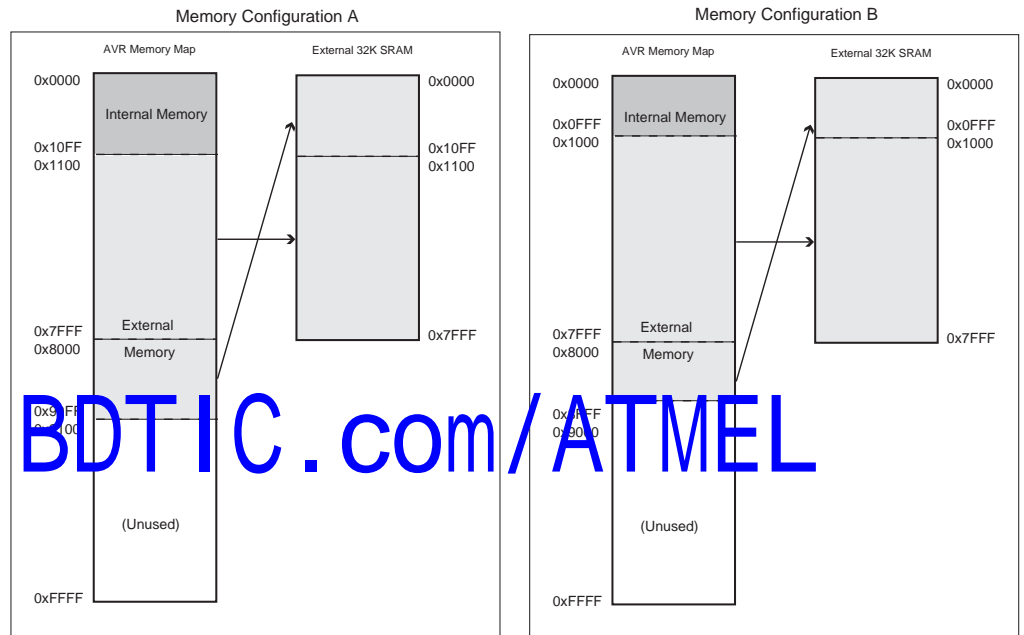 Memory Configuration A
AVR Memory Map
External 32K SRAM
0x0000
0x0000
Internal Memory
0x10FF
0x1100
0x10FF
0x1100
0x7FFF
0x8000
External
Memory
0x7FFF
(Unused)
0xFFFF
Memory Configuration B
AVR Memory Map
External 32K SRAM
0x0000
0x0000
Internal Memory
0x0FFF
0x1000
0x0FFF
0x1000
0x7FFF
0x8000
External
Memory
0x7FFF
0x9000
(Unused)
0xFFFF
BDTIC.com/ATMEL